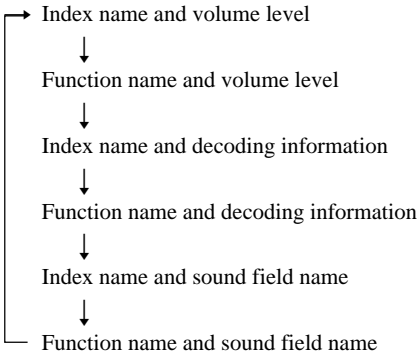 Index name and volume level
Function name and volume level
Index name and decoding information
Function name and decoding information
Index name and sound field name
Function name and sound field name